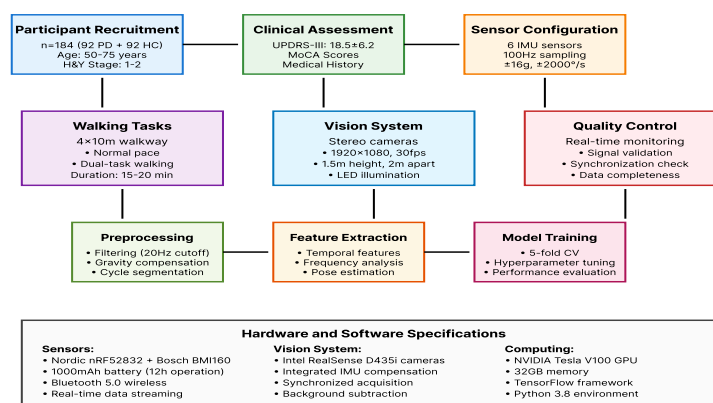 Participant Recruitment
n=184 (92 PD + 92 HC)
Age: 50-75 years
H&Y Stage: 1-2
Clinical Assessment
UPDRS-III: 18.5±6.2
MoCA Scores
Medical History
Sensor Configuration
6 IMU sensors
100Hz sampling
±16g, ±2000°/s
Walking Tasks
4×10m walkway
• Normal pace
• Dual-task walking
Duration: 15-20 min
Vision System
Stereo cameras
• 1920×1080, 30fps
• 1.5m height, 2m apart
• LED illumination
Quality Control
Real-time monitoring
• Signal validation
• Synchronization check
• Data completeness
Preprocessing
• Filtering (20Hz cutoff)
• Gravity compensation
• Cycle segmentation
Feature Extraction
• Temporal features
• Frequency analysis
• Pose estimation
Model Training
• 5-fold CV
• Hyperparameter tuning
• Performance evaluation
Hardware and Software Specifications
Sensors:
• Nordic nRF52832 + Bosch BMI160
• 1000mAh battery (12h operation)
• Bluetooth 5.0 wireless
• Real-time data streaming
Vision System:
• Intel RealSense D435i cameras
• Integrated IMU compensation
• Synchronized acquisition
• Background subtraction
Computing:
• NVIDIA Tesla V100 GPU
• 32GB memory
• TensorFlow framework
• Python 3.8 environment